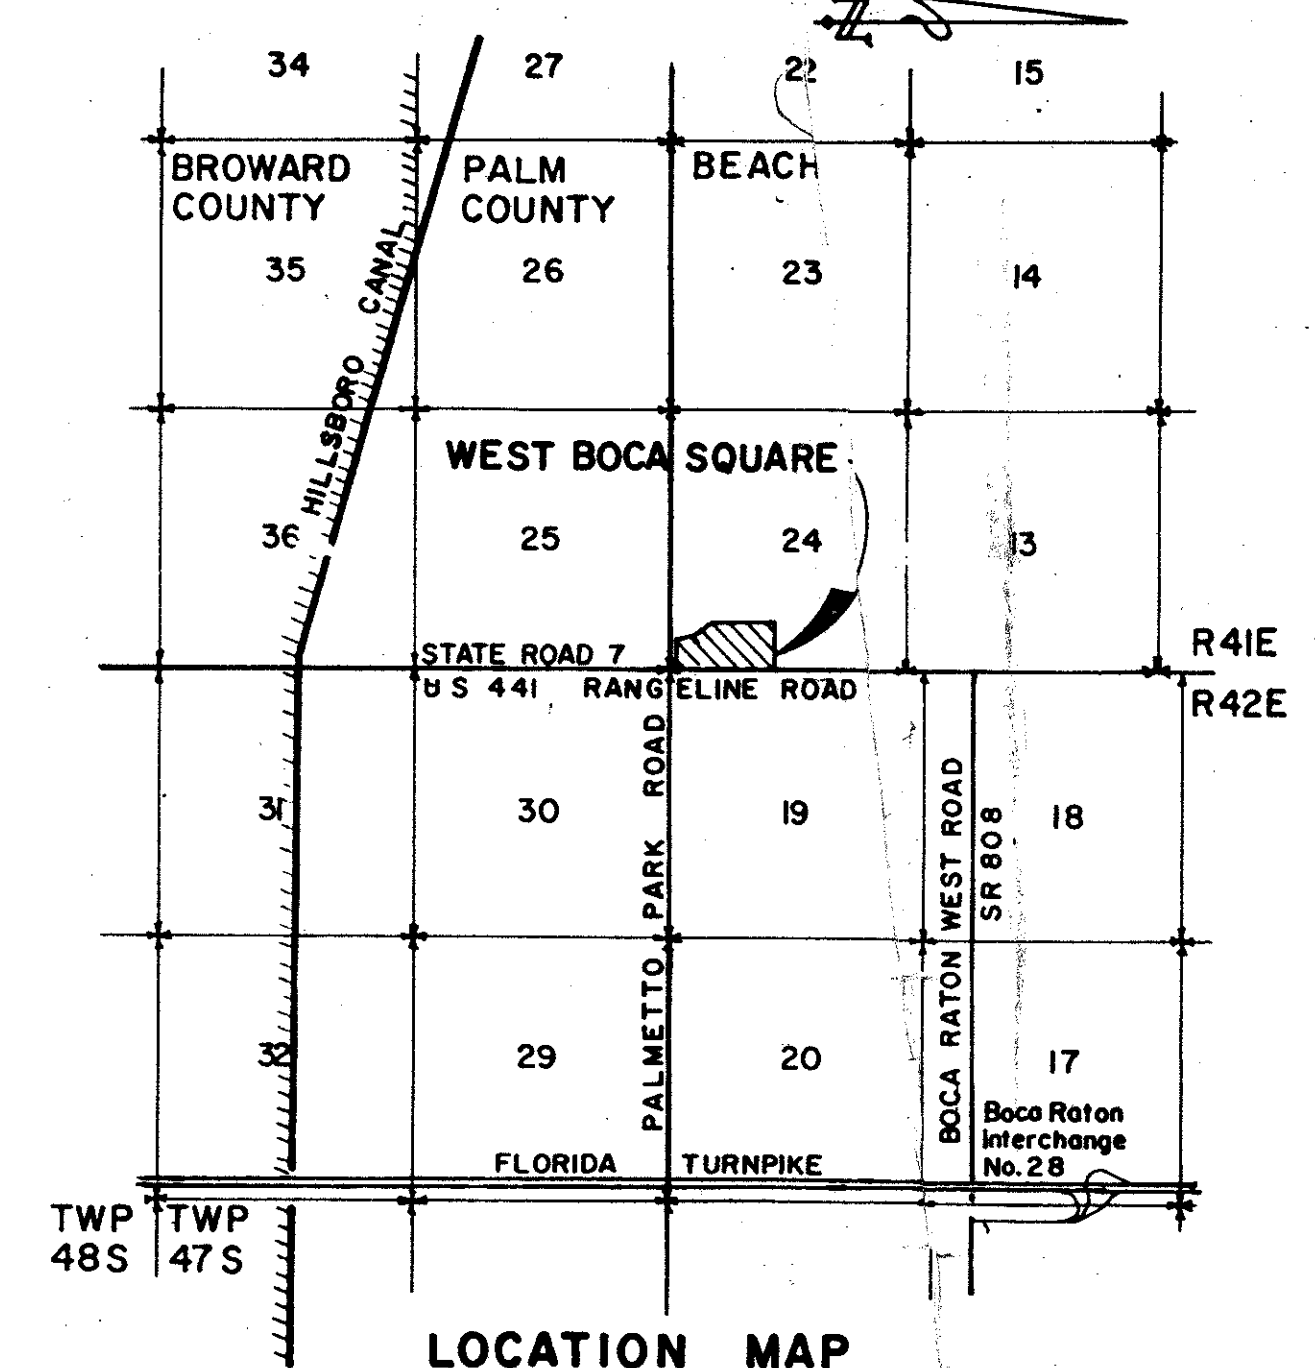 N
34 27 22 15
BROWARD COUNTY
PALM COUNTY
BEACH
35 26 23 14
HILLSBORO CANAL
WEST BOCA SQUARE
36 25 24 13
STATE ROAD 7
U S 441 RANGELINE ROAD
R41E
R42E
31 30 19 18
PALMETTO PARK ROAD
BOCA RATON WEST ROAD
SR 808
32 29 20 17
Boca Raton
Interchange
No. 28
FLORIDA TURNPIKE
TWP 48S
TWP 47S
LOCATION MAP